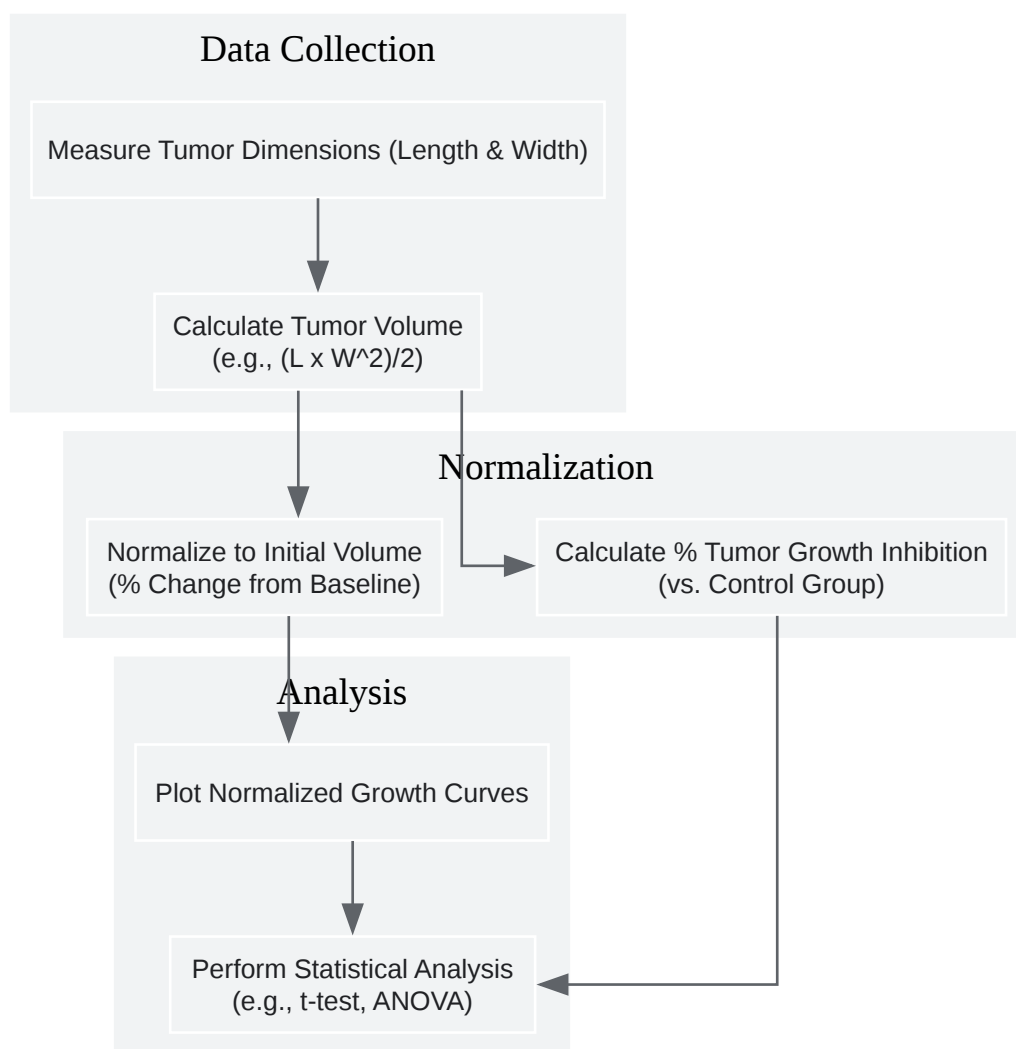 Data Collection
Measure Tumor Dimensions (Length & Width)
Calculate Tumor Volume
(e.g., (L x W^2)/2)
Normalization
Normalize to Initial Volume
(% Change from Baseline)
Calculate % Tumor Growth Inhibition
(vs. Control Group)
Analysis
Plot Normalized Growth Curves
Perform Statistical Analysis
(e.g., t-test, ANOVA)